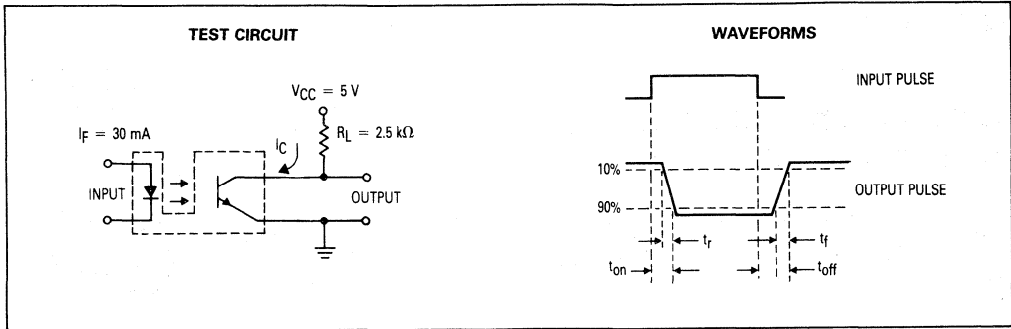 TEST CIRCUIT
VCC = 5 V
IF = 30 mA
IC
RL = 2.5 kΩ
INPUT
OUTPUT
WAVEFORMS
INPUT PULSE
10%
OUTPUT PULSE
90%
tr
tf
ton
toff